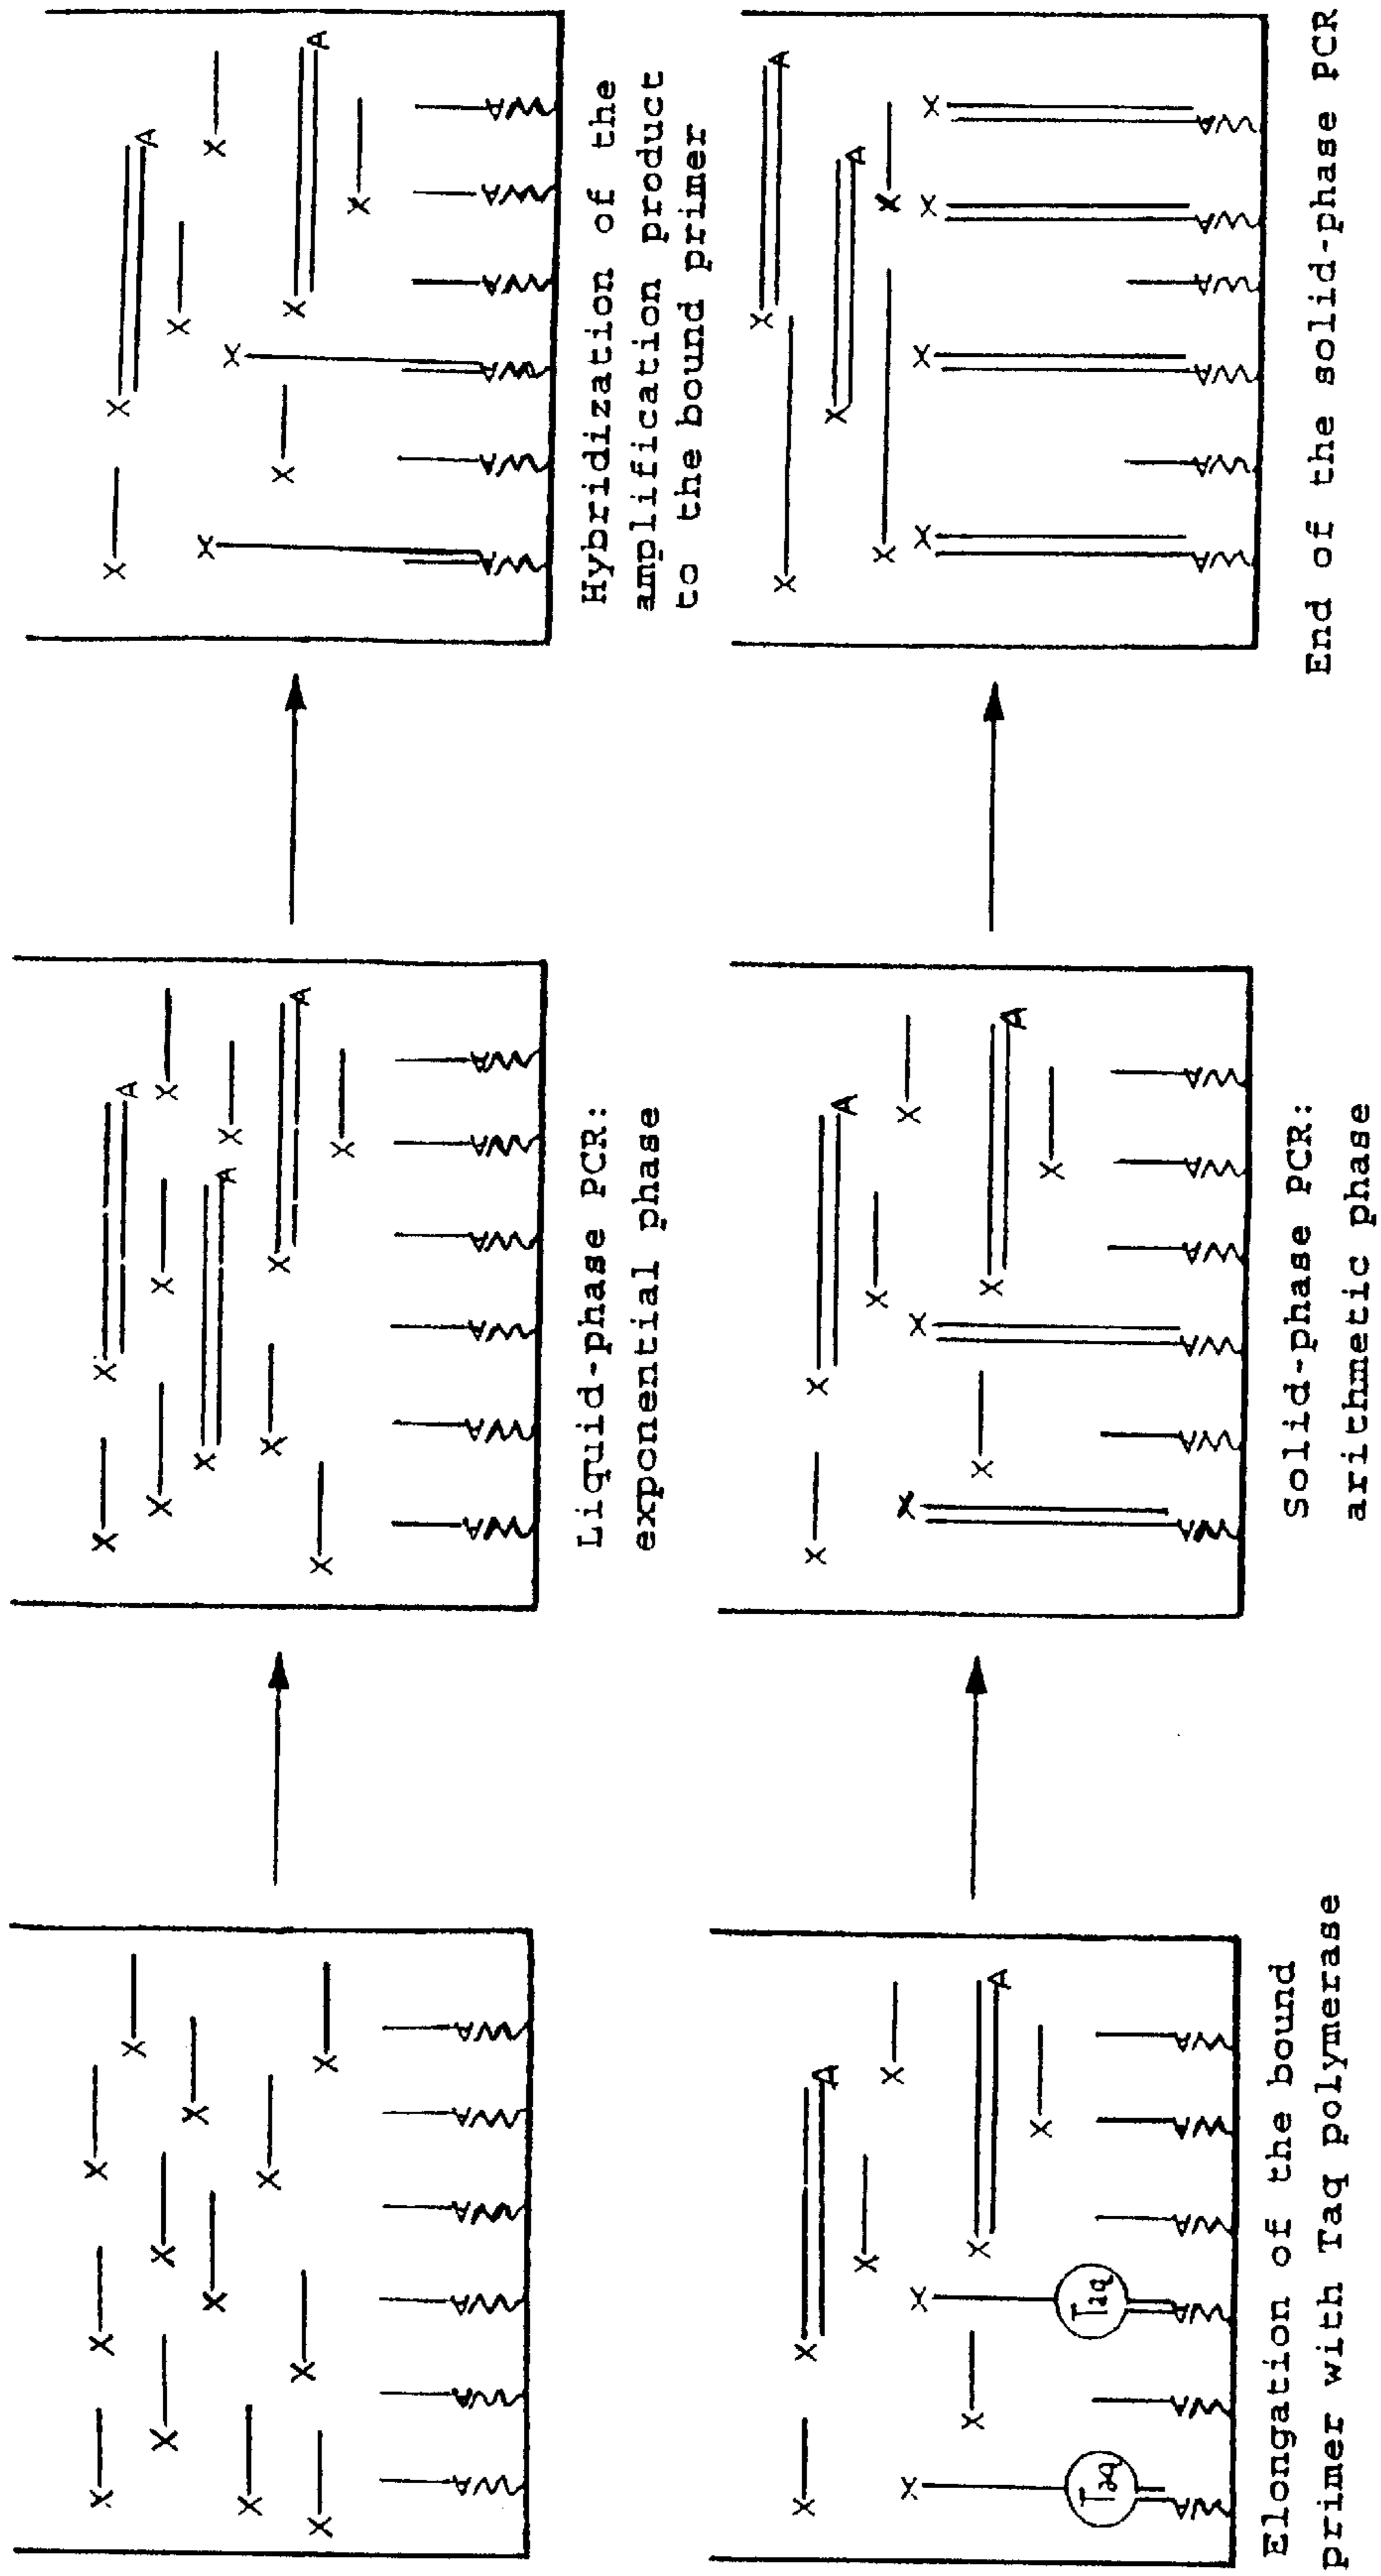 Liquid-phase PCR:
exponential phase
Hybridization of the
amplification product
to the bound primer
Taq
Taq
Elongation of the bound
primer with Taq polymerase
Solid-phase PCR:
arithmetic phase
End of the solid-phase PCR